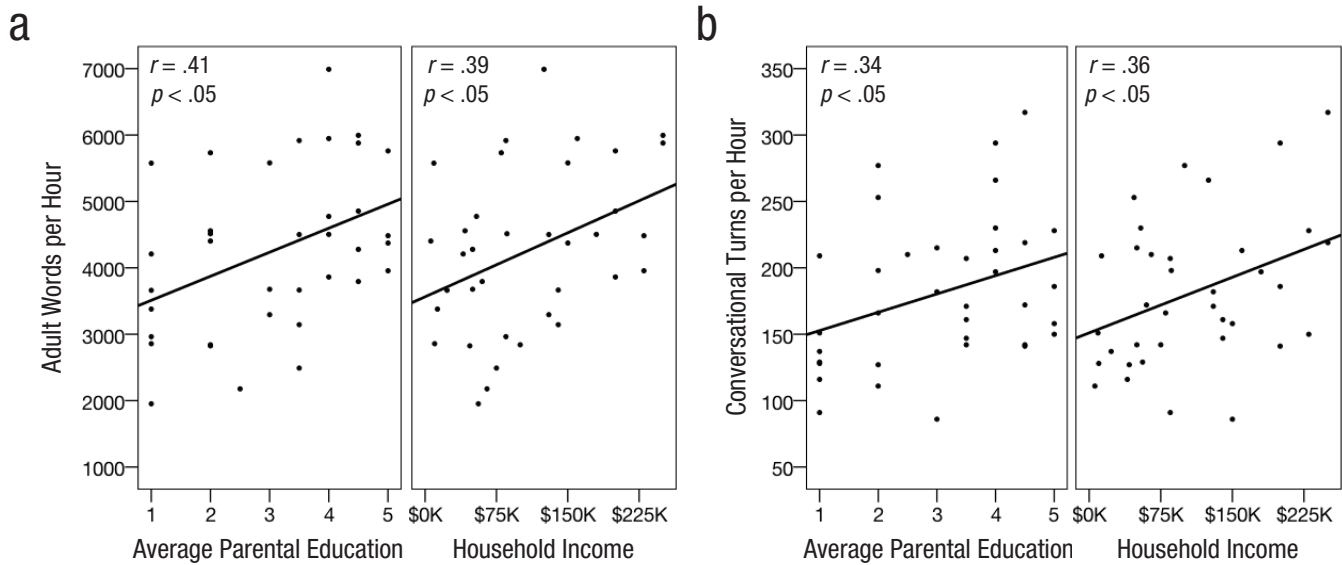 a
r = .41
p < .05
r = .39
p < .05
7000
6000
5000
4000
3000
2000
1000
Adult Words per Hour
1 2 3 4 5
$0K $75K $150K $225K
Average Parental Education
Household Income
b
r = .34
p < .05
r = .36
p < .05
350
300
250
200
150
100
50
Conversational Turns per Hour
1 2 3 4 5
$0K $75K $150K $225K
Average Parental Education
Household Income